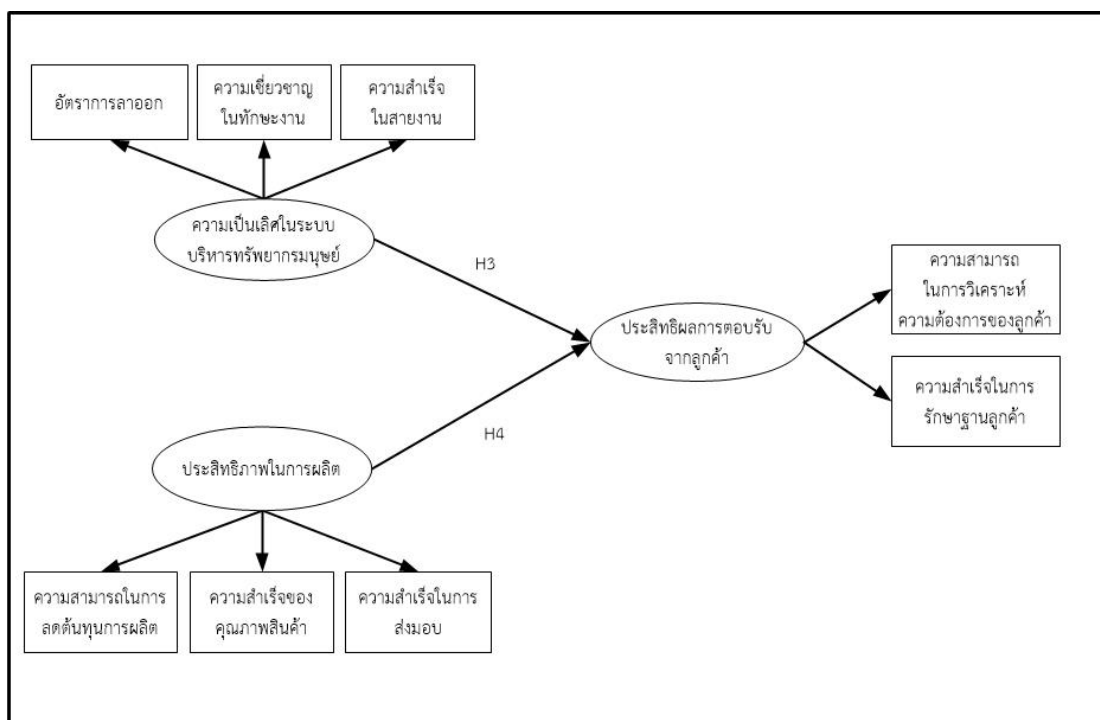 อัตราการลาออก
ความเชี่ยวชาญ
ในทักษะงาน
ความสำเร็จ
ในสายงาน
ความเป็นเลิศในระบบ
บริหารทรัพยากรมนุษย์
H3
ความสามารถ
ในการวิเคราะห์
ความต้องการของลูกค้า
ประสิทธิผลการตอบรับ
จากลูกค้า
ความสำเร็จในการ
รักษาฐานลูกค้า
H4
ประสิทธิภาพในการผลิต
ความสามารถในการ
ลดต้นทุนการผลิต
ความสำเร็จของ
คุณภาพสินค้า
ความสำเร็จในการ
ส่งมอบ